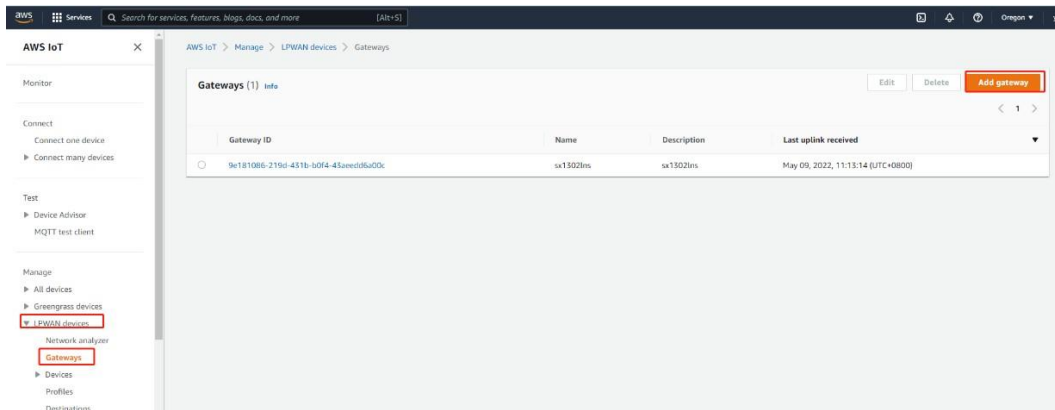 aws Services Search for services, features, blogs, docs, and more [Alt+S] Oregon
AWS IoT
AWS IoT > Manage > LPWAN devices > Gateways
Monitor
Gateways (1) Info Edit Delete Add gateway
< 1 >
Connect
Connect one device
Connect many devices
Gateway ID Name Description Last uplink received
9e181086-219d-431b-b0f4-43aeedd6a00c sx1302lns sx1302lns May 09, 2022, 11:13:14 (UTC+0800)
Test
Device Advisor
MQTT test client
Manage
All devices
Greengrass devices
LPWAN devices
Network analyzer
Gateways
Devices
Profiles
Destinations